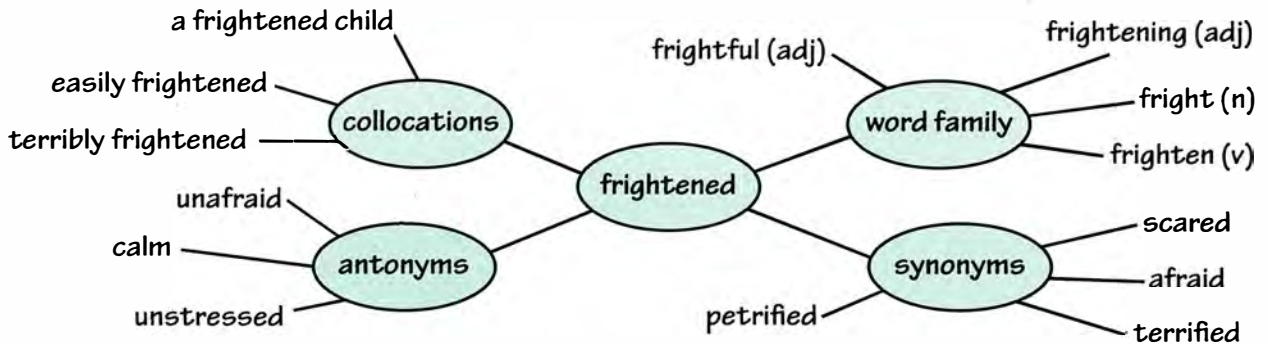 a frightened child
easily frightened
terribly frightened
collocations
frightful (adj)
frightening (adj)
fright (n)
frighten (v)
word family
frightened
unafraid
calm
unstressed
antonyms
synonyms
scared
afraid
terrified
petrified